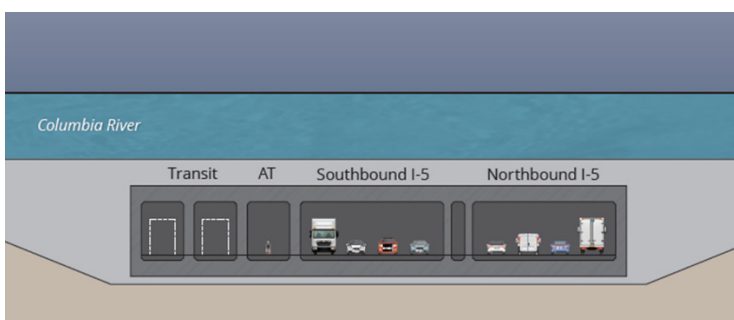 Columbia River
Transit
AT
Southbound I-5
Northbound I-5